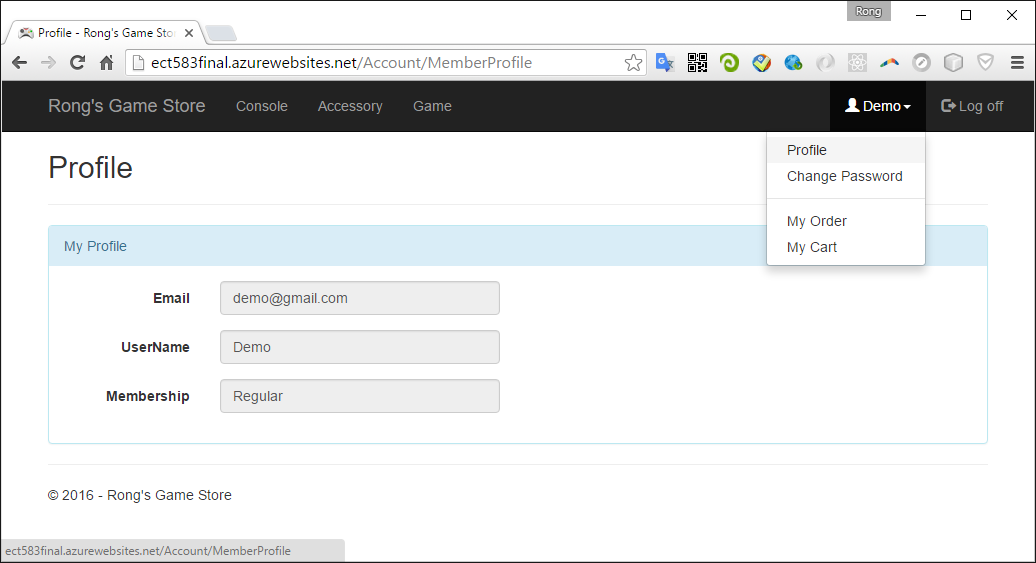 Rong
Profile - Rong's Game Sto
ect583final.azurewebsites.net/Account/MemberProfile
Rong's Game Store Console Accessory Game Demo Log off
Profile
Profile
Change Password
My Order
My Cart
My Profile
Email demo@gmail.com
UserName Demo
Membership Regular
© 2016 - Rong's Game Store
ect583final.azurewebsites.net/Account/MemberProfile